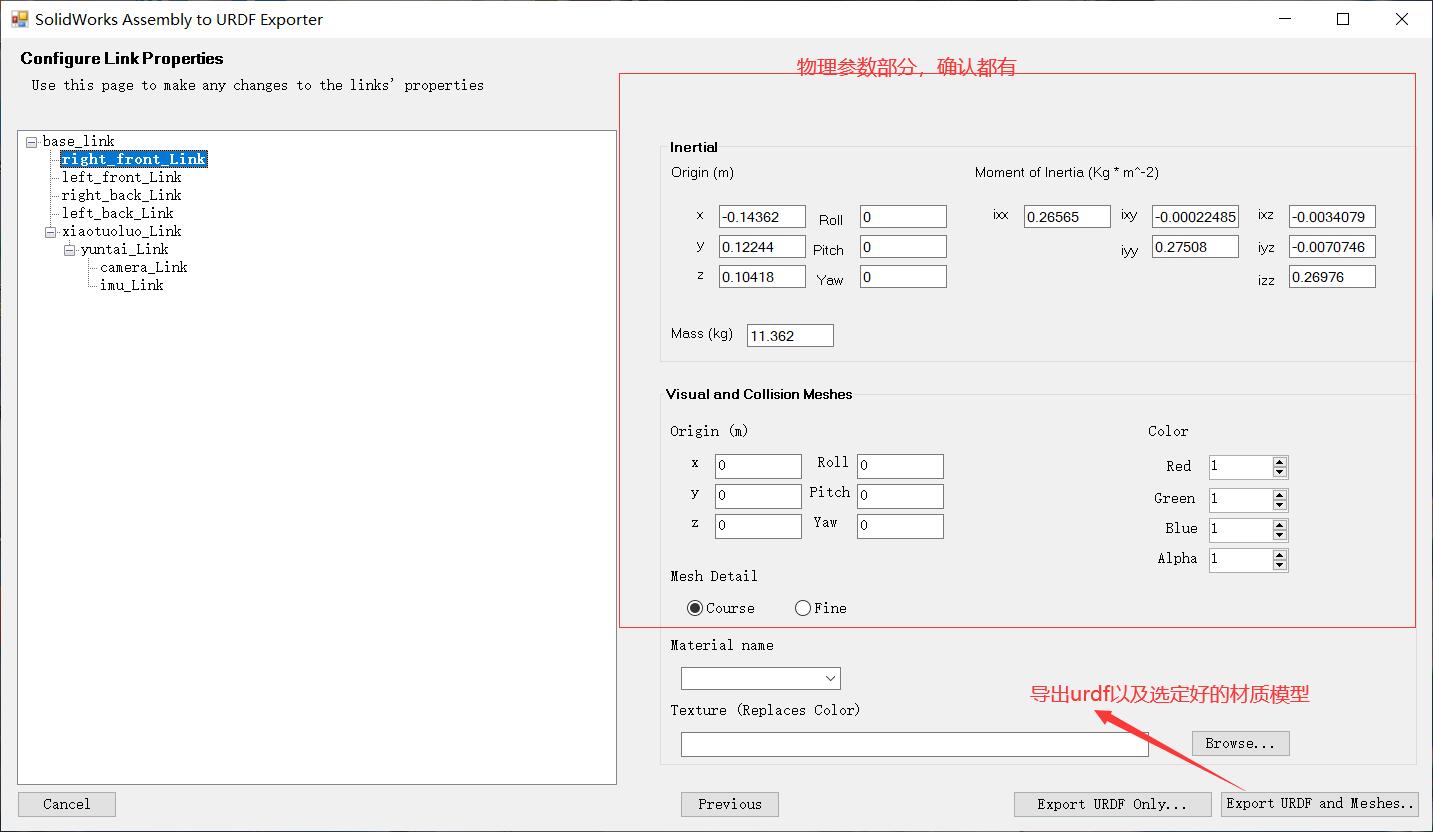 SolidWorks Assembly to URDF Exporter
Configure Link Properties
Use this page to make any changes to the links' properties
物理参数部分，确认都有
base_link
right_front_Link
left_front_Link
right_back_Link
left_back_Link
xiaotuoluo_Link
yuntai_Link
camera_Link
imu_Link
Inertial
Origin (m)
Moment of Inertia (Kg * m^-2)
x -0.14362 Roll 0 ixx 0.26565 ixy -0.00022485 ixz -0.0034079
y 0.12244 Pitch 0 iyy 0.27508 iyz -0.0070746
z 0.10418 Yaw 0 izz 0.26976
Mass (kg) 11.362
Visual and Collision Meshes
Origin (m)
Color
x 0 Roll 0 Red 1
y 0 Pitch 0 Green 1
z 0 Yaw 0 Blue 1
Alpha 1
Mesh Detail
Course Fine
Material name
导出urdf以及选定好的材质模型
Texture (Replaces Color)
Browse...
Cancel
Previous
Export URDF Only...
Export URDF and Meshes..